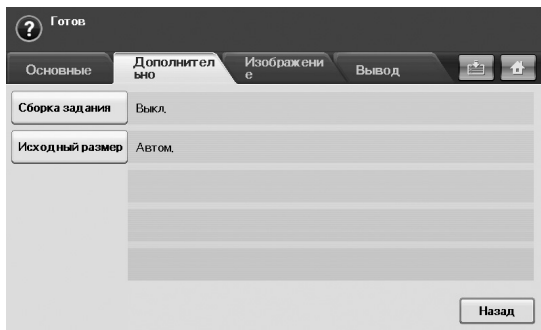 ? Готов
Основные
Дополнител
ьно
Изображени
е
Вывод
Сборка задания
Выкл.
Исходный размер
Автом.
Назад